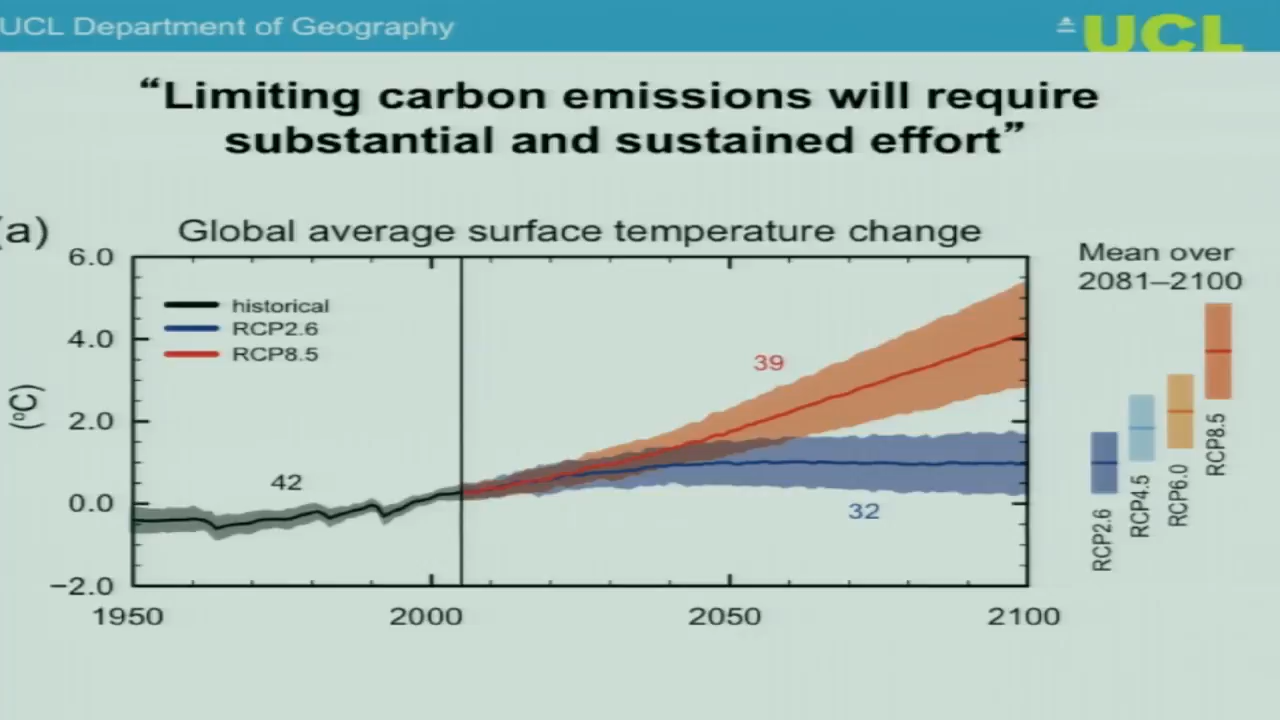 UCL Department of Geography
UCL
“Limiting carbon emissions will require
substantial and sustained effort”
(a)
Global average surface temperature change
Mean over
2081–2100
6.0
4.0
2.0
0.0
−2.0
(ºC)
historical
RCP2.6
RCP8.5
42
39
32
1950
2000
2050
2100
RCP2.6
RCP4.5
RCP6.0
RCP8.5